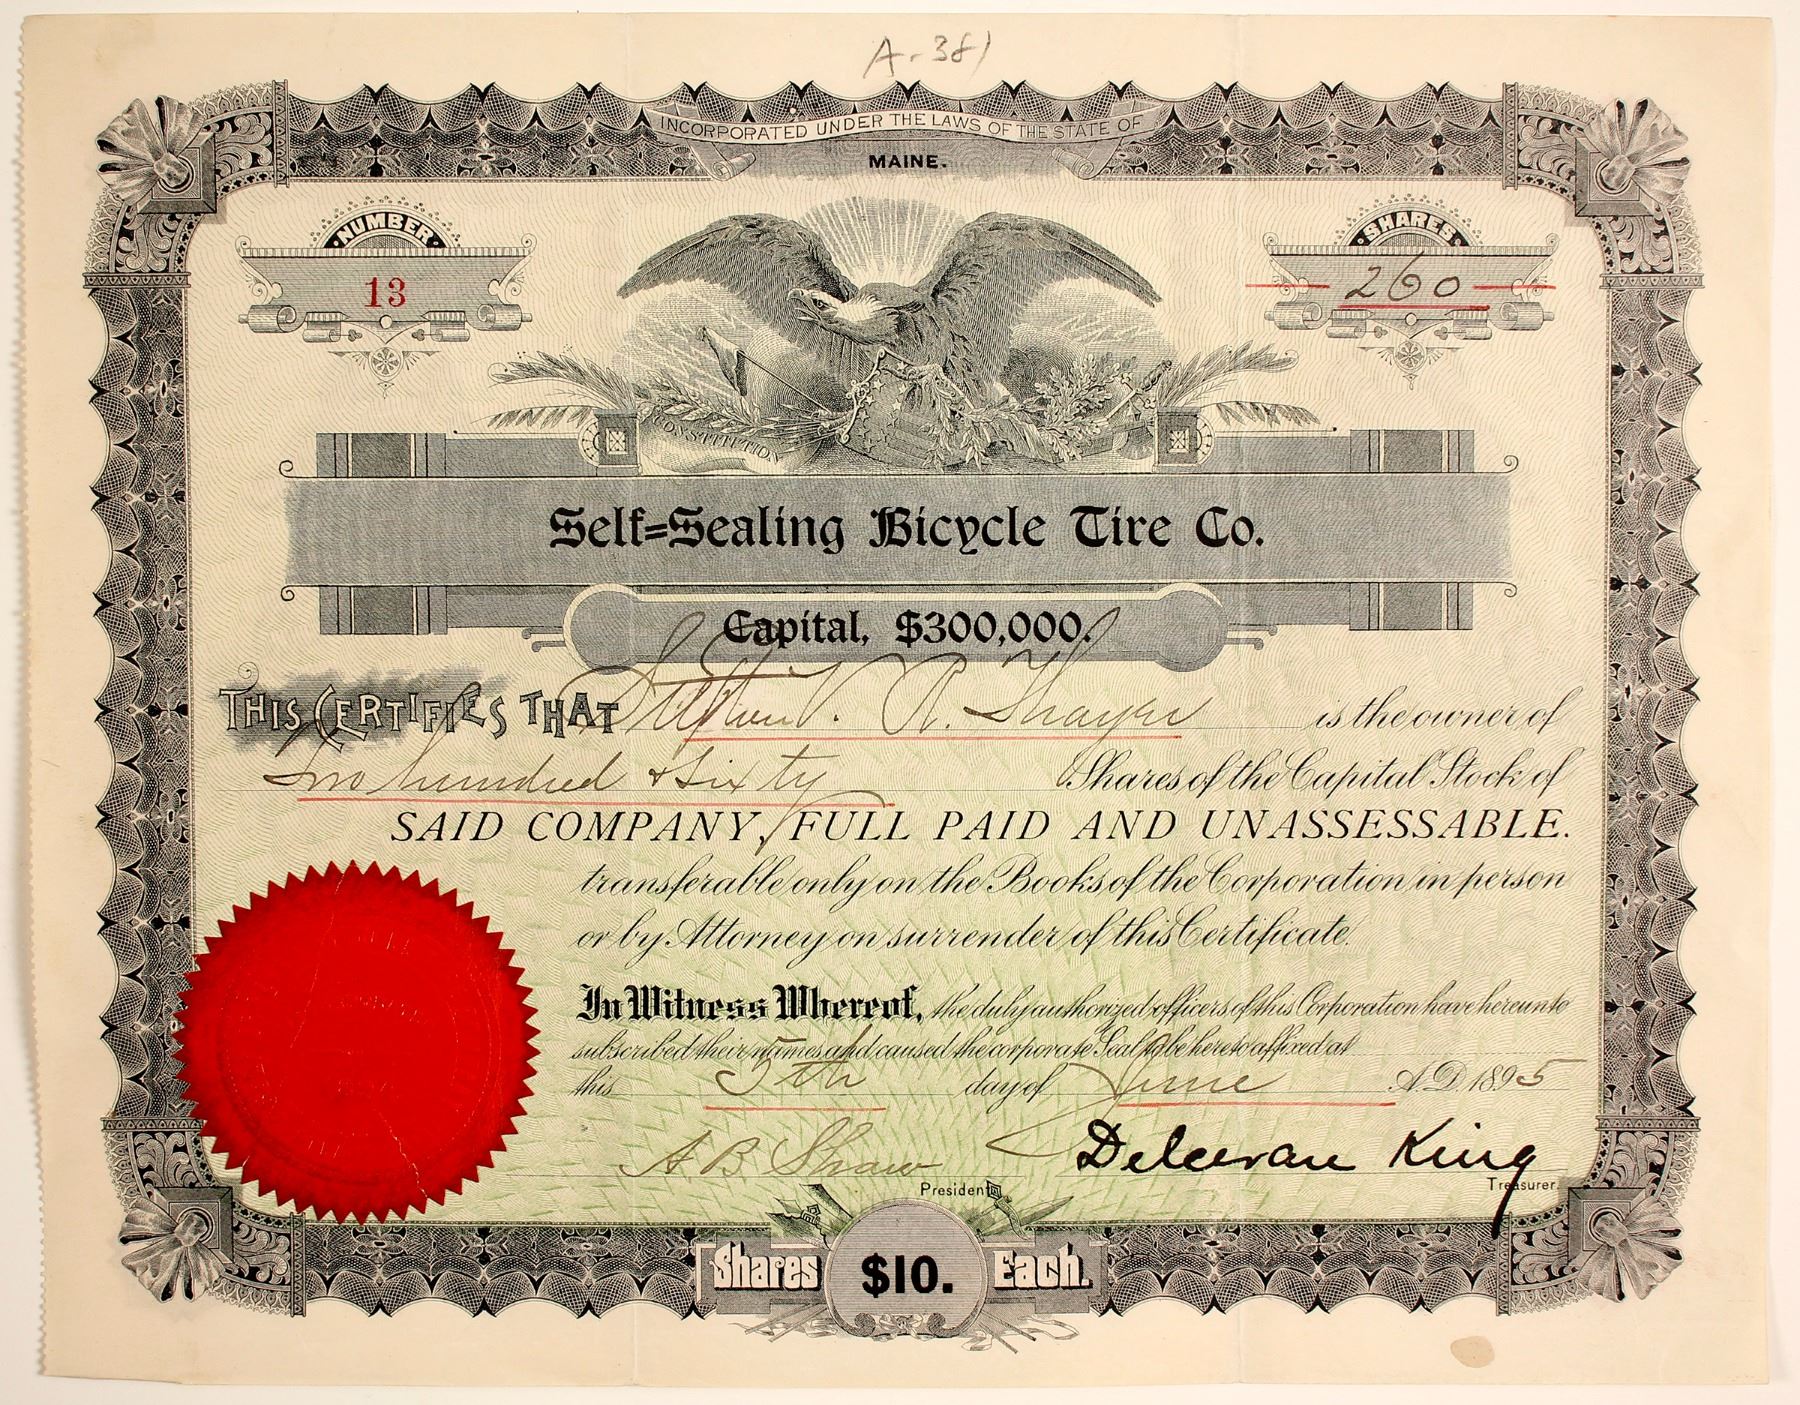 A-381
INCORPORATED UNDER THE LAWS OF THE STATE OF
MAINE.
NUMBER
13
SHARES
260
CONSTITUTION
Self=Sealing Bicycle Tire Co.
Capital, $300,000.
THIS CERTIFIES THAT Stephen V. R. Thayer is the owner of
Two hundred & Sixty Shares of the Capital Stock of
SAID COMPANY, FULL PAID AND UNASSESSABLE.
transferable only on the Books of the Corporation in person
or by Attorney on surrender of this Certificate.
In Witness Whereof, the duly authorized officers of this Corporation have hereunto
subscribed their names and caused the corporate Seal to be hereto affixed at
this 5th day of June A.D. 1895
A B Shaw Delcevan King
President Treasurer.
Shares $10. Each.